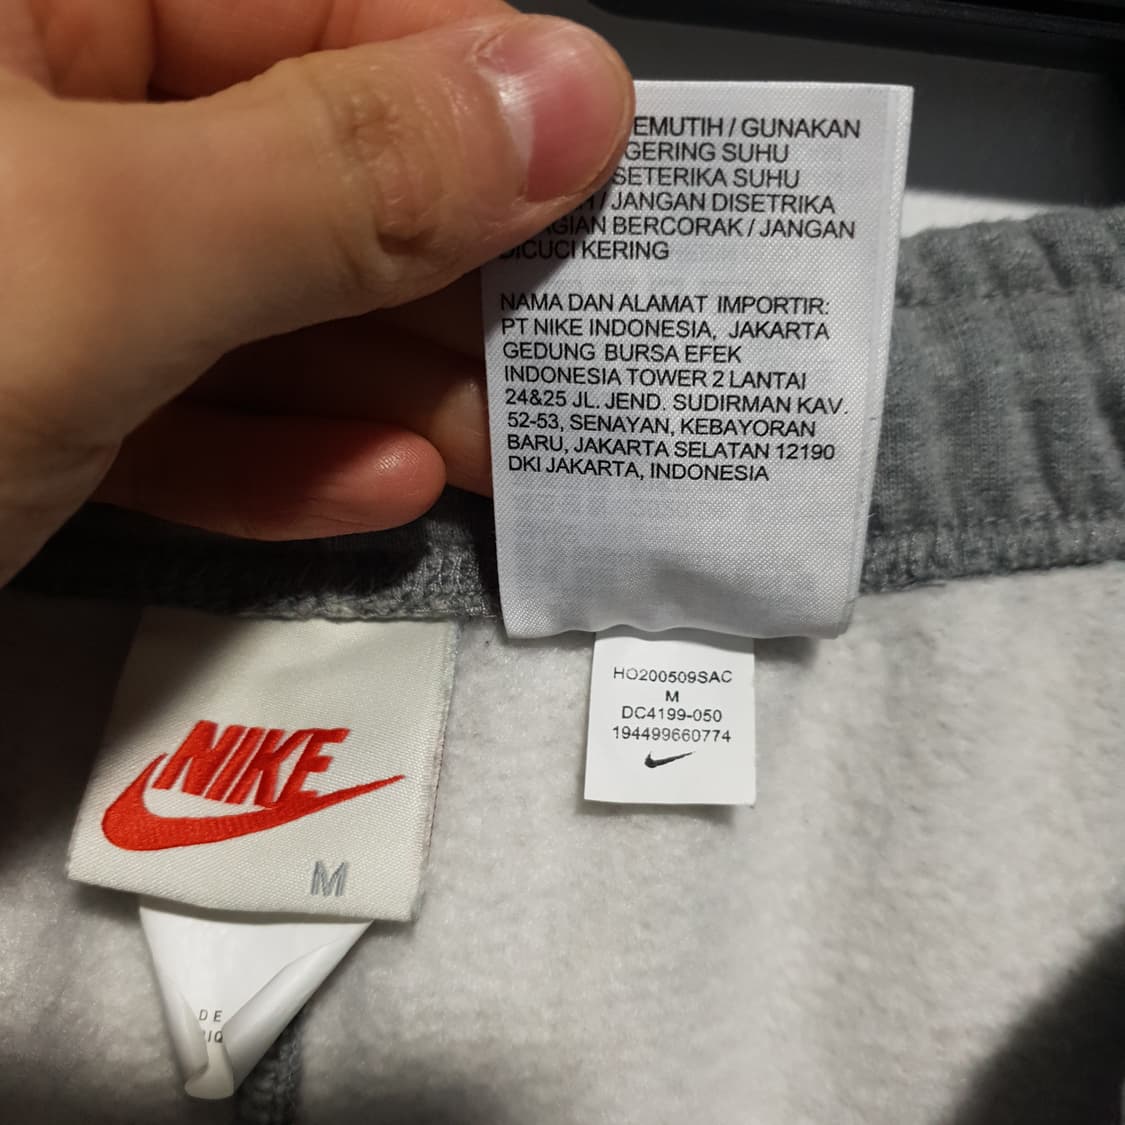 EMUTIH / GUNAKAN
GERING SUHU
SETERIKA SUHU
/ JANGAN DISETRIKA
AGIAN BERCORAK / JANGAN
DICUCI KERING
NAMA DAN ALAMAT IMPORTIR:
PT NIKE INDONESIA, JAKARTA
GEDUNG BURSA EFEK
INDONESIA TOWER 2 LANTAI
24&25 JL. JEND. SUDIRMAN KAV.
52-53, SENAYAN, KEBAYORAN
BARU, JAKARTA SELATAN 12190
DKI JAKARTA, INDONESIA
HO200509SAC
M
DC4199-050
194499660774
NIKE
M
DE